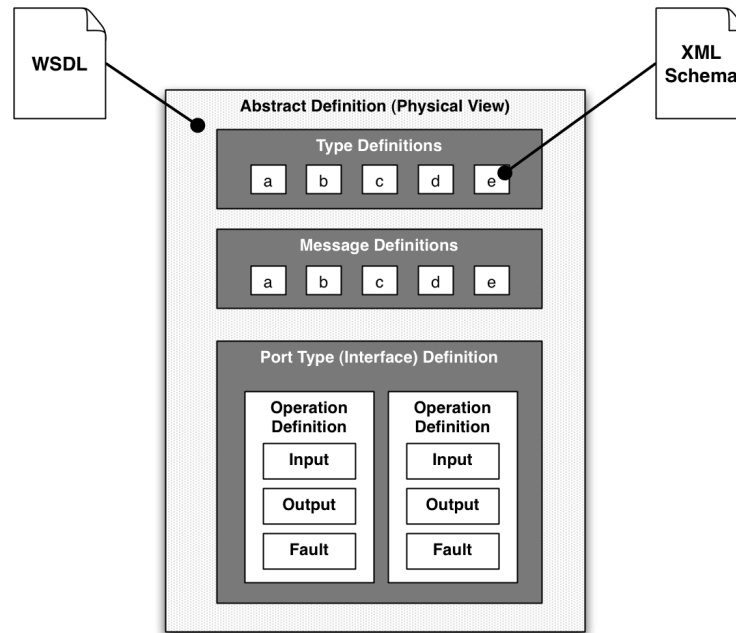 WSDL
XML
Schema
Abstract Definition (Physical View)
Type Definitions
a b c d e
Message Definitions
a b c d e
Port Type (Interface) Definition
Operation
Definition
Input
Output
Fault
Operation
Definition
Input
Output
Fault